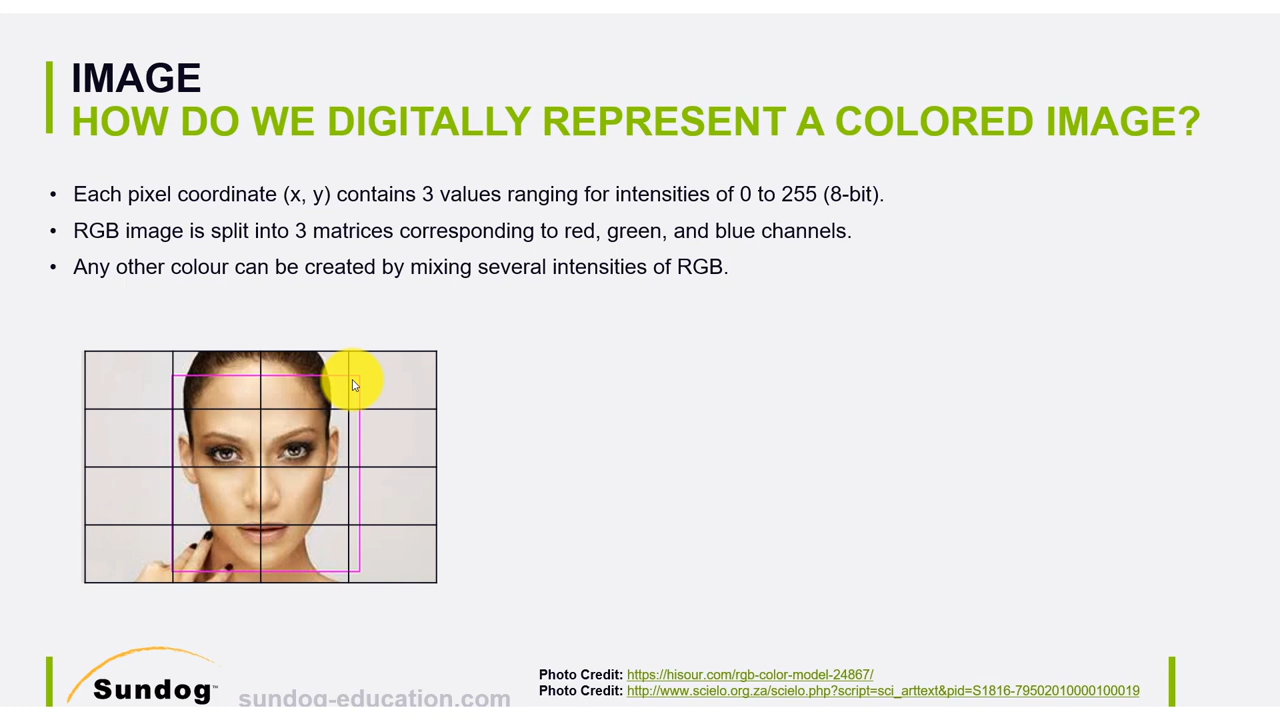 IMAGE
HOW DO WE DIGITALLY REPRESENT A COLORED IMAGE?
• Each pixel coordinate (x, y) contains 3 values ranging for intensities of 0 to 255 (8-bit).
• RGB image is split into 3 matrices corresponding to red, green, and blue channels.
• Any other colour can be created by mixing several intensities of RGB.
Sundog™
sundog-education.com
Photo Credit: https://hisour.com/rgb-color-model-24867/
Photo Credit: http://www.scielo.org.za/scielo.php?script=sci_arttext&pid=S1816-79502010000100019